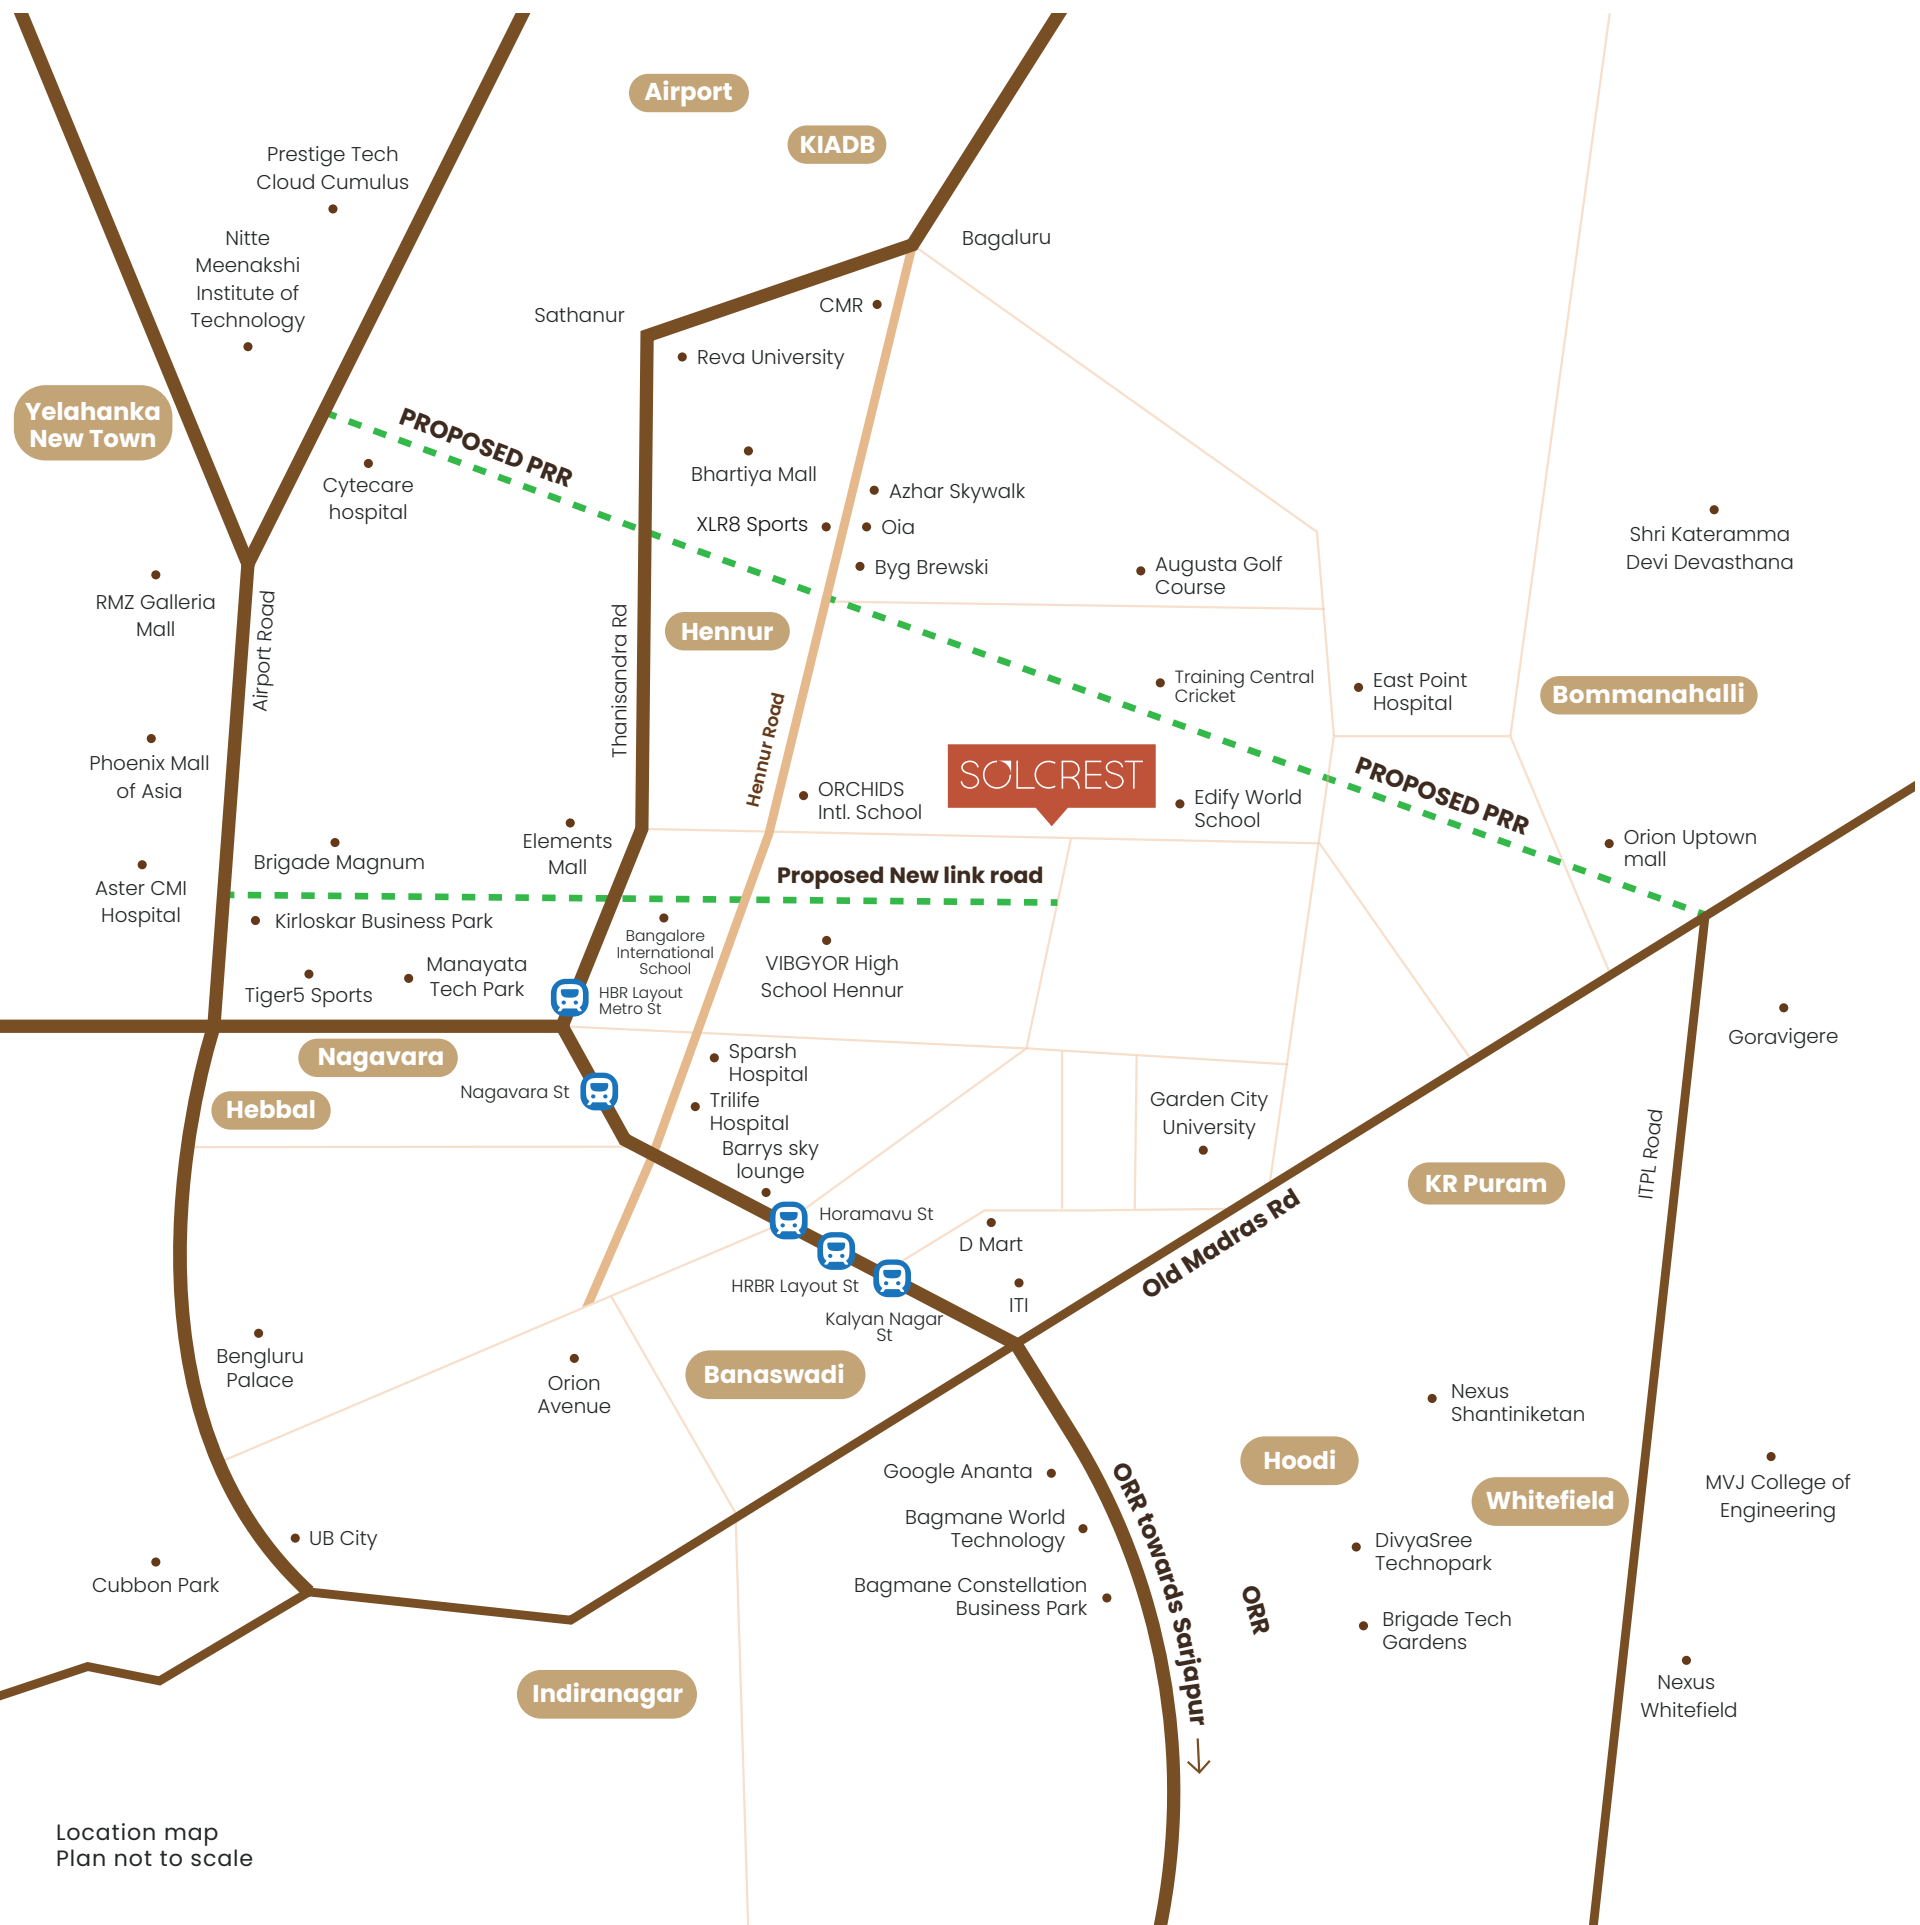 Airport
KIADB
Prestige Tech
Cloud Cumulus
Nitte
Meenakshi
Institute of
Technology
Bagaluru
Sathanur
CMR
Reva University
Yelahanka
New Town
PROPOSED PRR
Cytecare
hospital
Bhartiya Mall
Azhar Skywalk
XLR8 Sports
Oia
Byg Brewski
Augusta Golf
Course
Shri Kateramma
Devi Devasthana
RMZ Galleria
Mall
Airport Road
Thanisandra Rd
Hennur
Hennur Road
Training Central
Cricket
East Point
Hospital
Bommanahalli
Phoenix Mall
of Asia
SOLCREST
ORCHIDS
Intl. School
Edify World
School
PROPOSED PRR
Orion Uptown
mall
Elements
Mall
Brigade Magnum
Aster CMI
Hospital
Proposed New link road
Kirloskar Business Park
Bangalore
International
School
VIBGYOR High
School Hennur
Manayata
Tech Park
Tiger5 Sports
HBR Layout
Metro St
Goravigere
Nagavara
Sparsh
Hospital
Nagavara St
Hebbal
Trilife
Hospital
Garden City
University
Barrys sky
lounge
KR Puram
ITPL Road
Horamavu St
Old Madras Rd
D Mart
HRBR Layout St
ITI
Kalyan Nagar
St
Bengluru
Palace
Orion
Avenue
Banaswadi
Nexus
Shantiniketan
Hoodi
Google Ananta
Whitefield
MVJ College of
Engineering
Bagmane World
Technology
ORR towards Sarjapur
UB City
DivyaSree
Technopark
Cubbon Park
Bagmane Constellation
Business Park
ORR
Brigade Tech
Gardens
Indiranagar
Nexus
Whitefield
Location map
Plan not to scale